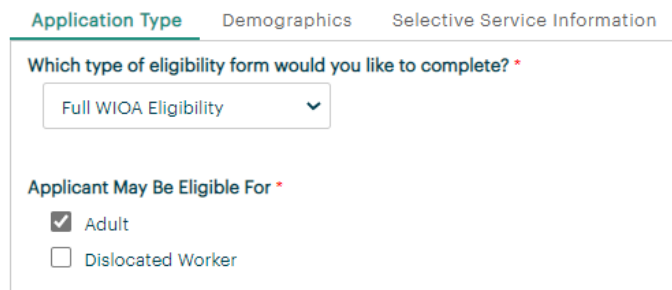 Application Type Demographics Selective Service Information
Which type of eligibility form would you like to complete? *
Full WIOA Eligibility
Applicant May Be Eligible For *
Adult
Dislocated Worker